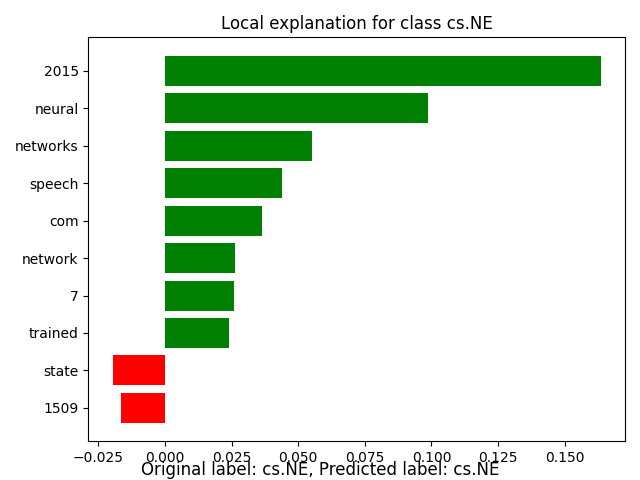 Local explanation for class cs.NE
2015
neural
networks
speech
com
network
7
trained
state
1509
−0.025 0.000 0.025 0.050 0.075 0.100 0.125 0.150
Original label: cs.NE, Predicted label: cs.NE